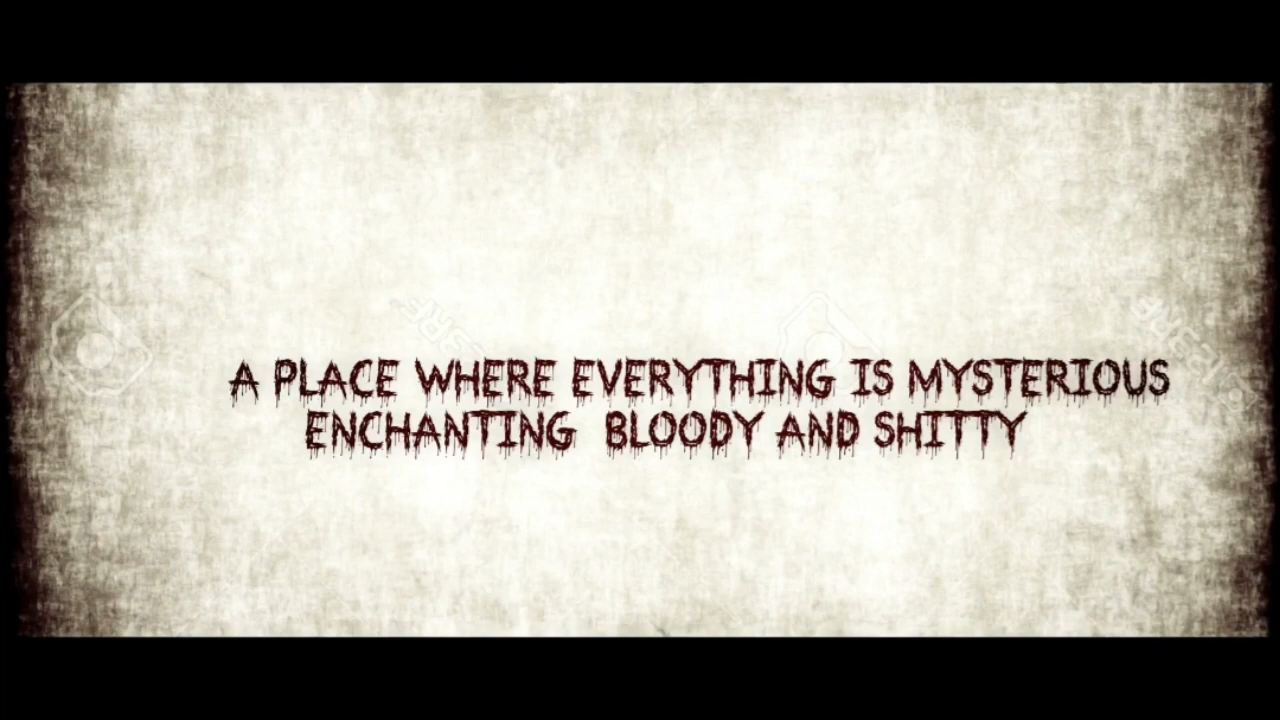 A PLACE WHERE EVERYTHING IS MYSTERIOUS
ENCHANTING BLOODY AND SHITTY